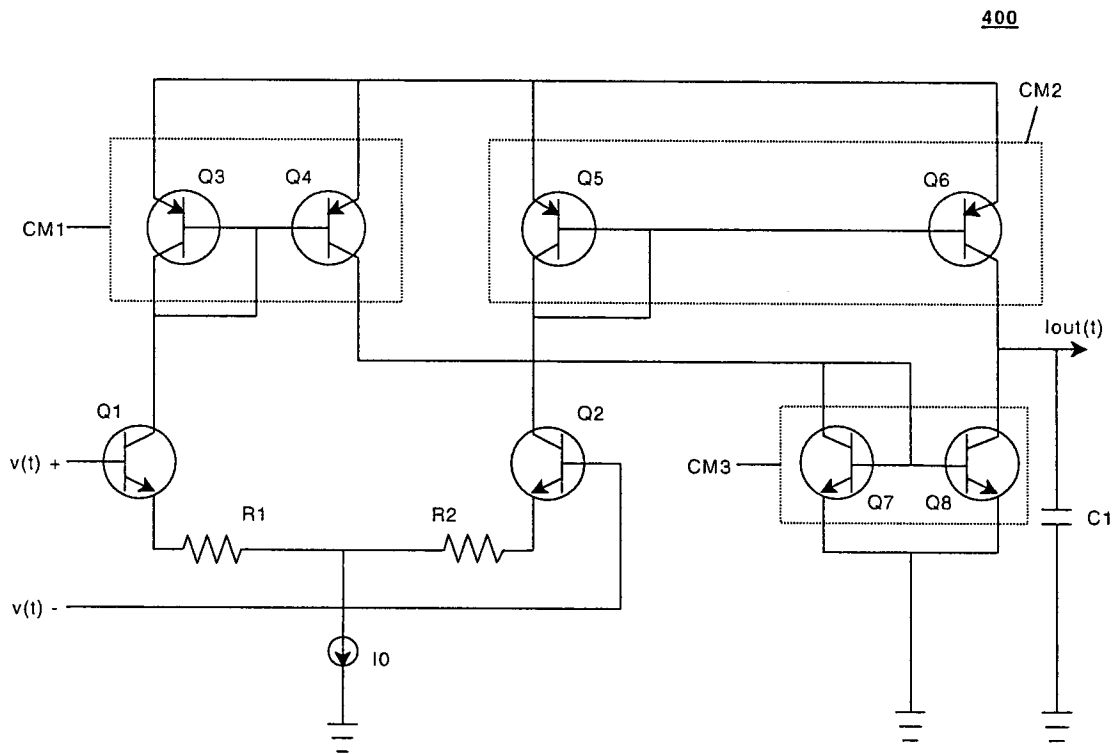 400
CM2
Q3
Q4
Q5
Q6
CM1
Iout(t)
Q1
Q2
v(t) +
CM3
Q7
Q8
C1
R1
R2
v(t) -
I0